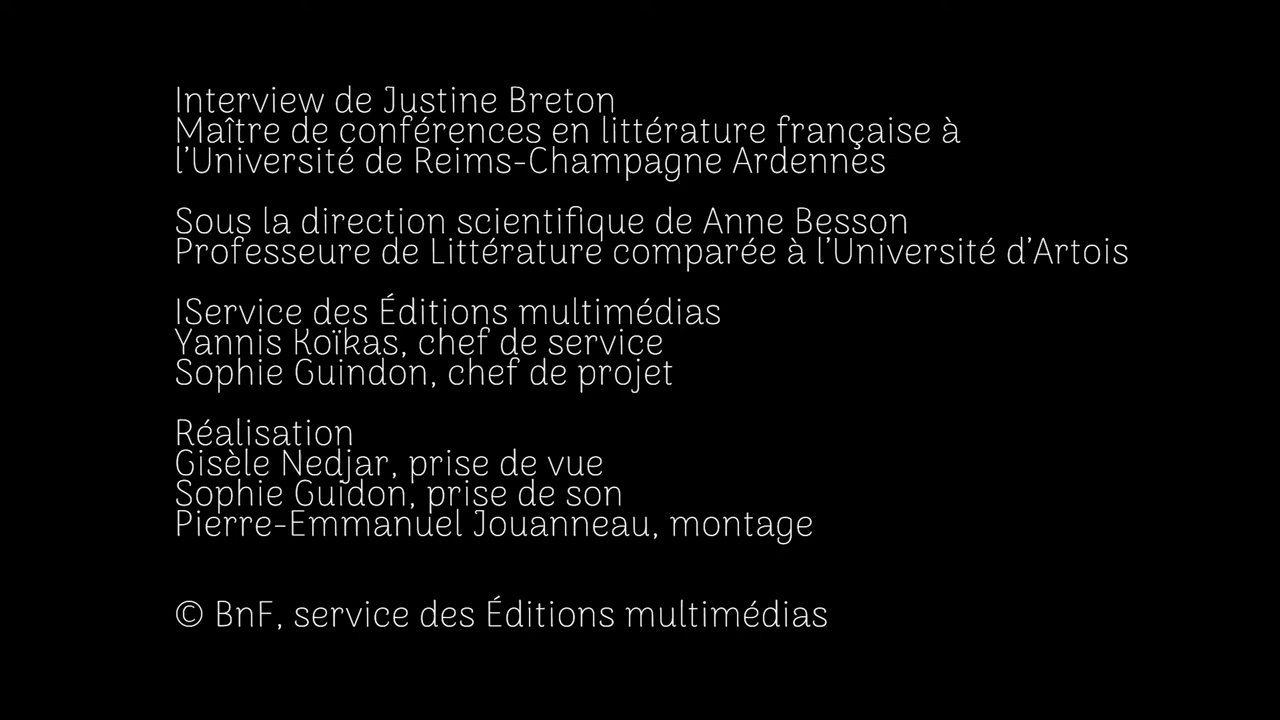 Interview de Justine Breton
Maître de conférences en littérature française à
l'Université de Reims-Champagne Ardennes
Sous la direction scientifique de Anne Besson
Professeure de Littérature comparée à l'Université d'Artois
IService des Éditions multimédias
Yannis Koïkas, chef de service
Sophie Guindon, chef de projet
Réalisation
Gisèle Nedjar, prise de vue
Sophie Guidon, prise de son
Pierre-Emmanuel Jouanneau, montage
© BnF, service des Éditions multimédias